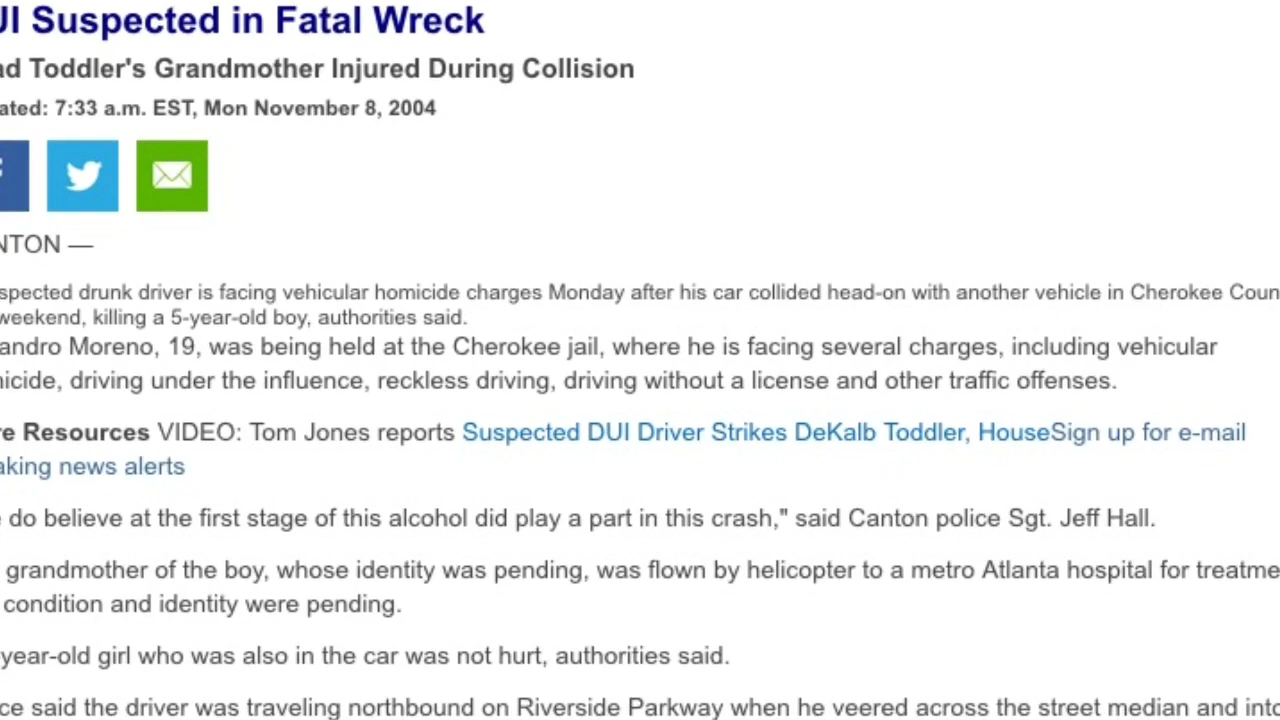 UI Suspected in Fatal Wreck
ad Toddler's Grandmother Injured During Collision
ated: 7:33 a.m. EST, Mon November 8, 2004
NTON —
spected drunk driver is facing vehicular homicide charges Monday after his car collided head-on with another vehicle in Cherokee Coun
weekend, killing a 5-year-old boy, authorities said.
andro Moreno, 19, was being held at the Cherokee jail, where he is facing several charges, including vehicular
icide, driving under the influence, reckless driving, driving without a license and other traffic offenses.
re Resources VIDEO: Tom Jones reports Suspected DUI Driver Strikes DeKalb Toddler, HouseSign up for e-mail
aking news alerts
do believe at the first stage of this alcohol did play a part in this crash," said Canton police Sgt. Jeff Hall.
grandmother of the boy, whose identity was pending, was flown by helicopter to a metro Atlanta hospital for treatme
condition and identity were pending.
year-old girl who was also in the car was not hurt, authorities said.
ce said the driver was traveling northbound on Riverside Parkway when he veered across the street median and into